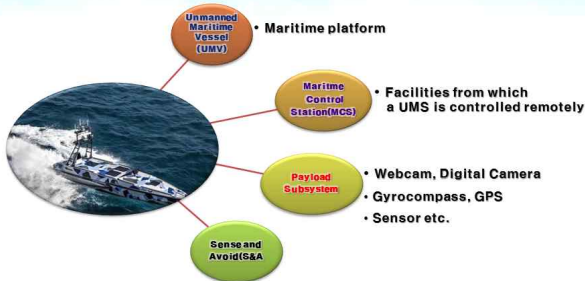 Unmanned
Maritime
Vessel
(UMV)
• Maritime platform
Maritme
Control
Station(MCS)
• Facilities from which
a UMS is controlled remotely
Payload
Subsystem
• Webcam, Digital Camera
• Gyrocompass, GPS
• Sensor etc.
Sense and
Avoid(S&A